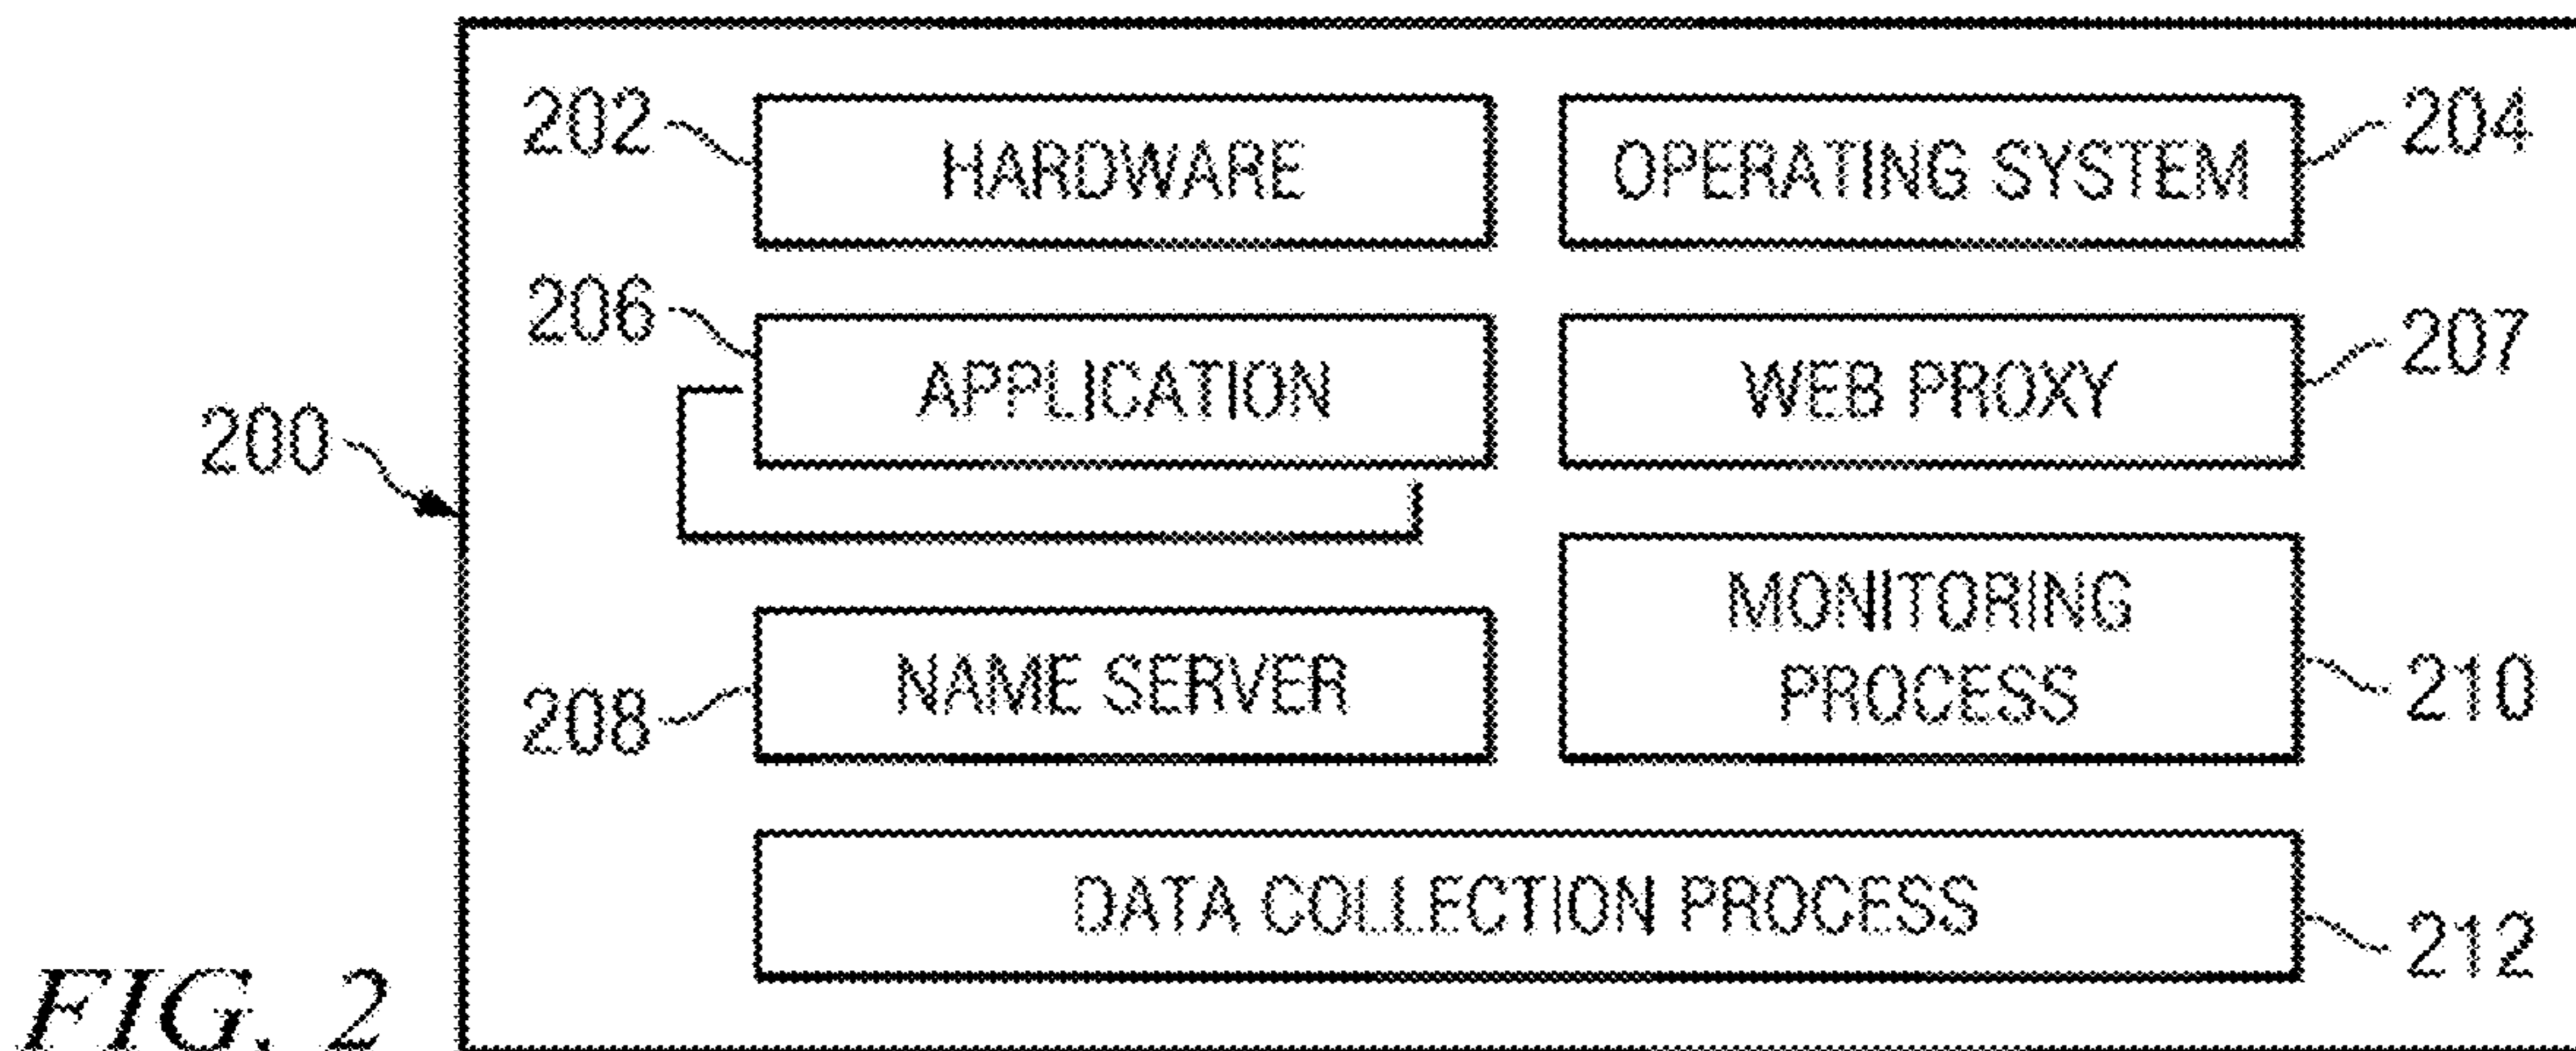 202 HARDWARE OPERATING SYSTEM 204
206 APPLICATION WEB PROXY 207
200
208 NAME SERVER MONITORING PROCESS 210
DATA COLLECTION PROCESS 212
FIG. 2